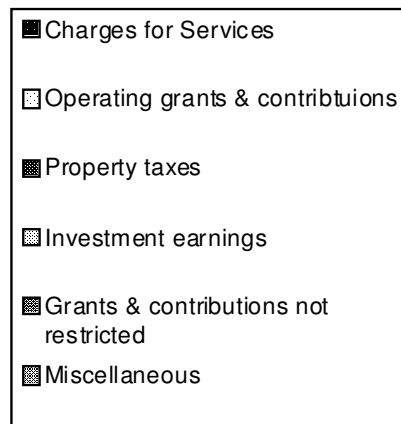 Charges for Services
Operating grants & contribtuions
Property taxes
Investment earnings
Grants & contributions not
restricted
Miscellaneous